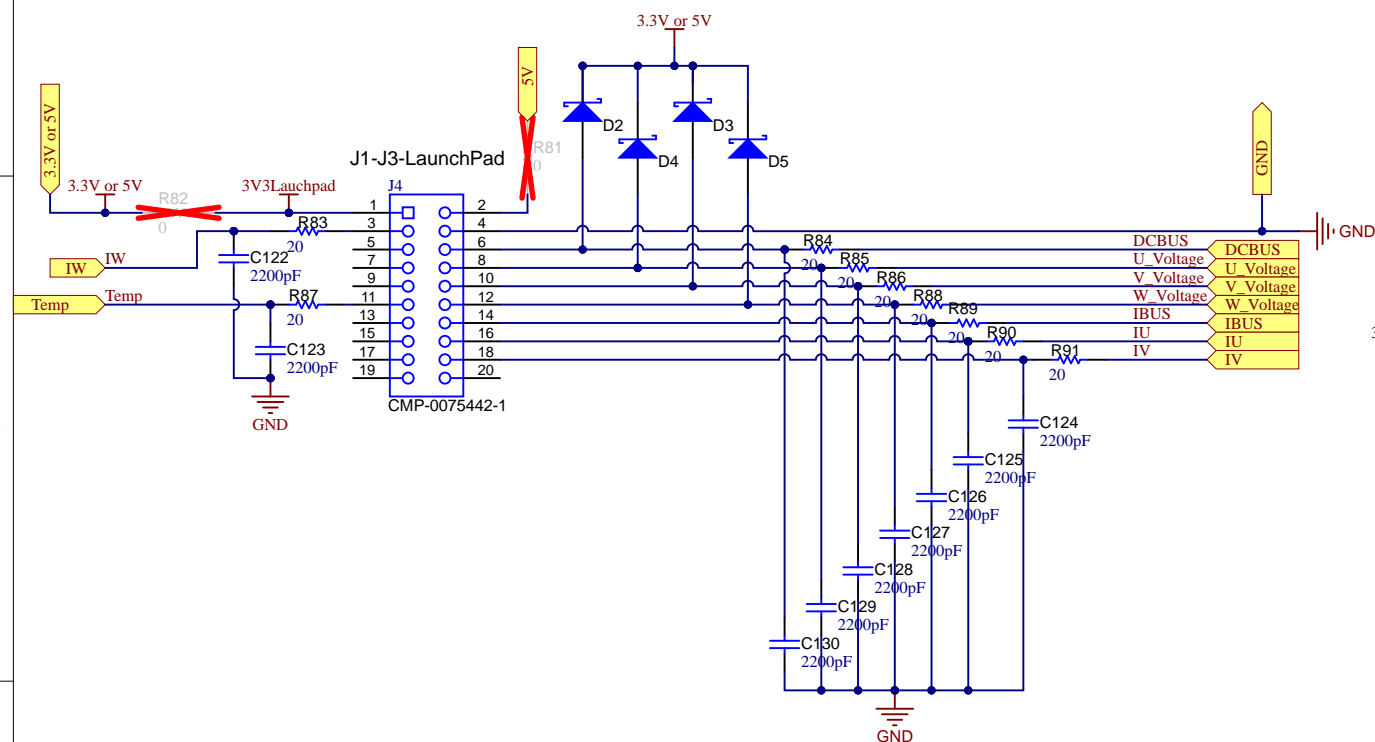 3.3V or 5V
5V
3.3V or 5V
D2
D3
D4
D5
R81
0
GND
J1-J3-LaunchPad
3.3V or 5V
R82
0
3V3Lauchpad
J4
1
2
3
4
5
6
7
8
9
10
11
12
13
14
15
16
17
18
19
20
CMP-0075442-1
R83
20
IW
IW
C122
2200pF
Temp
Temp
R87
20
C123
2200pF
GND
GND
R84
20
DCBUS
DCBUS
R85
20
U_Voltage
U_Voltage
R86
20
V_Voltage
V_Voltage
R88
20
W_Voltage
W_Voltage
R89
20
IBUS
IBUS
R90
20
IU
IU
R91
20
IV
IV
3
C124
2200pF
C125
2200pF
C126
2200pF
C127
2200pF
C128
2200pF
C129
2200pF
C130
2200pF
GND